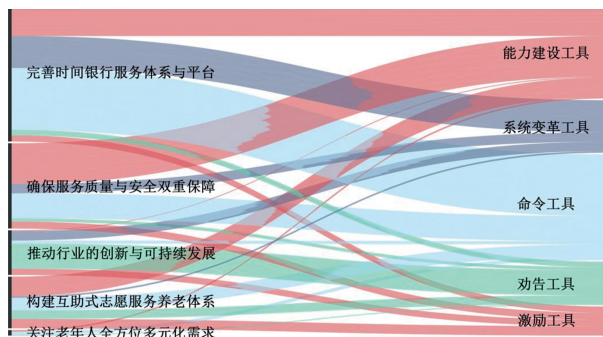 完善时间银行服务体系与平台
确保服务质量与安全双重保障
推动行业的创新与可持续发展
构建互助式志愿服务养老体系
关注老年人全方位多元化需求
能力建设工具
系统变革工具
命令工具
劝告工具
激励工具